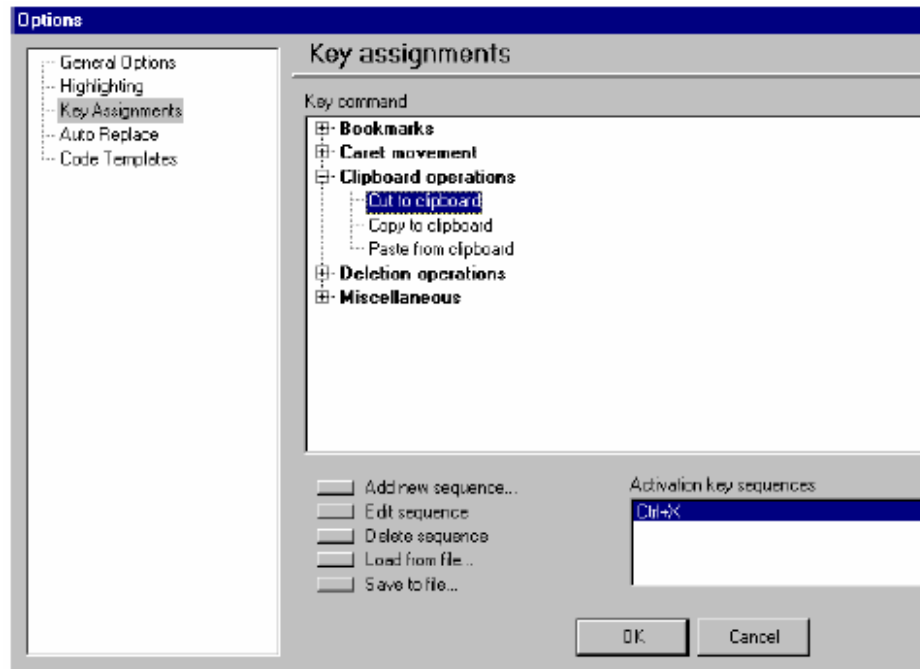 Options
General Options
Highlighting
Key Assignments
Auto Replace
Code Templates
Key assignments
Key command
Bookmarks
Caret movement
Clipboard operations
Cut to clipboard
Copy to clipboard
Paste from clipboard
Deletion operations
Miscellaneous
Add new sequence...
Edit sequence
Delete sequence
Load from file...
Save to file...
Activation key sequences
Ctrl+X
OK
Cancel